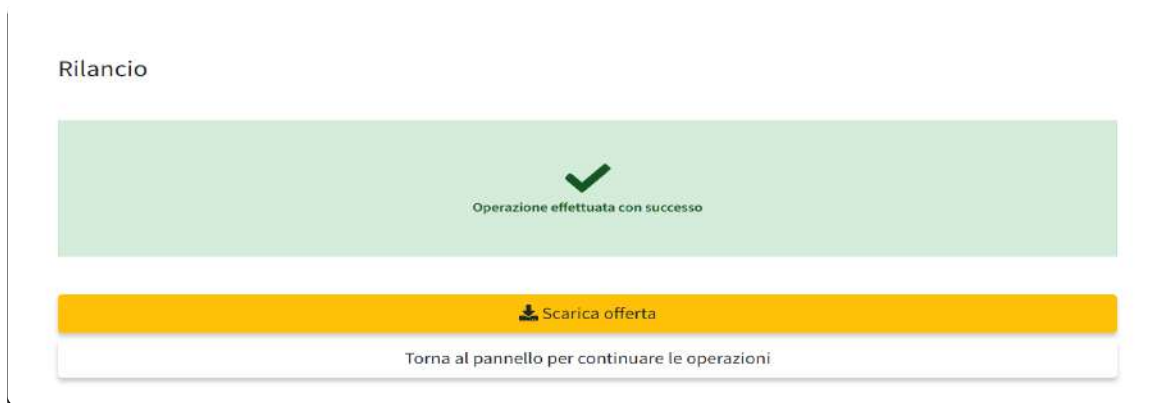 Rilancio
Operazione effettuata con successo
Scarica offerta
Torna al pannello per continuare le operazioni